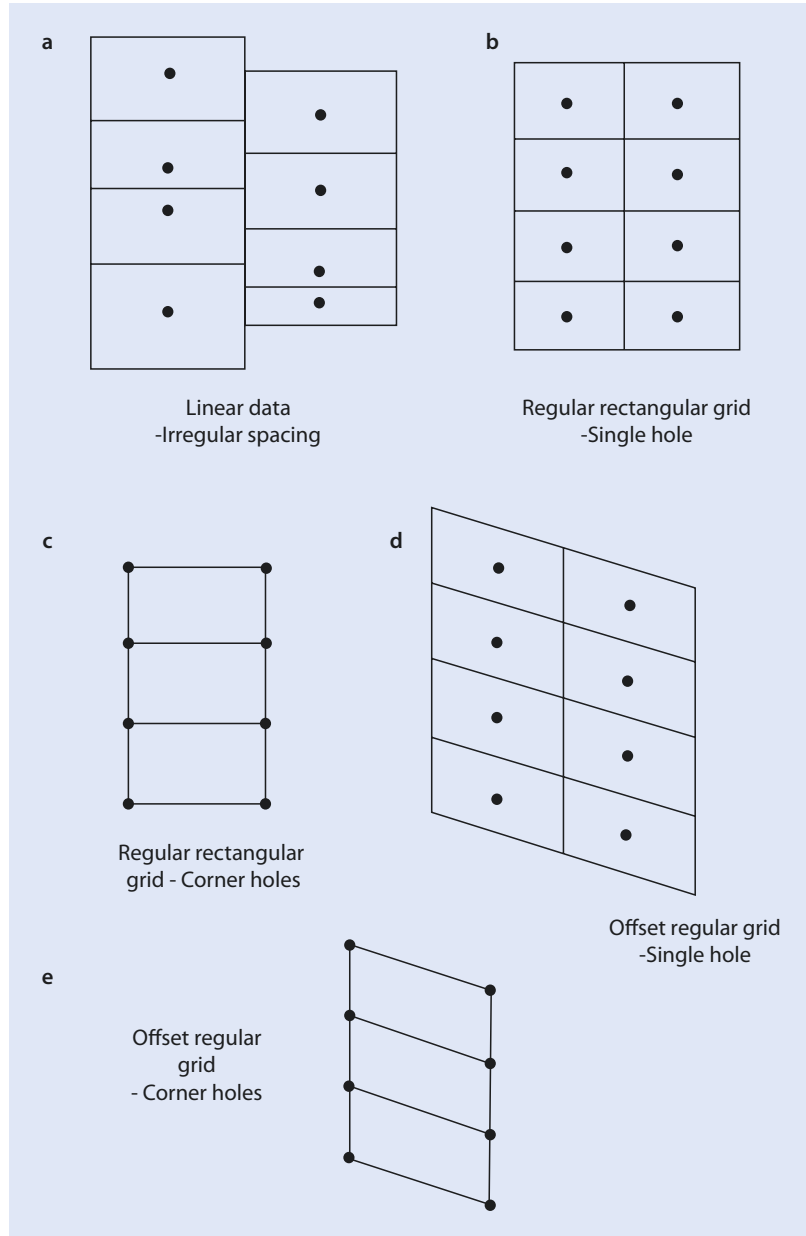 a
b
Linear data
-Irregular spacing
Regular rectangular grid
-Single hole
c
d
Regular rectangular
grid - Corner holes
Offset regular grid
-Single hole
e
Offset regular
grid
- Corner holes